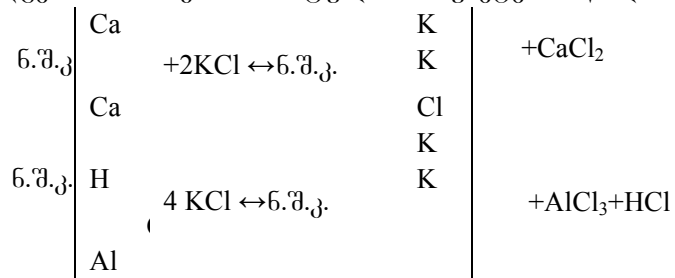 Ca K
ნ.შ.კ +2KCl ↔ნ.შ.კ. K +CaCl₂
Ca Cl
K
ნ.შ.კ. H K
4 KCl ↔ნ.შ.კ. +AlCl₃+HCl
Al